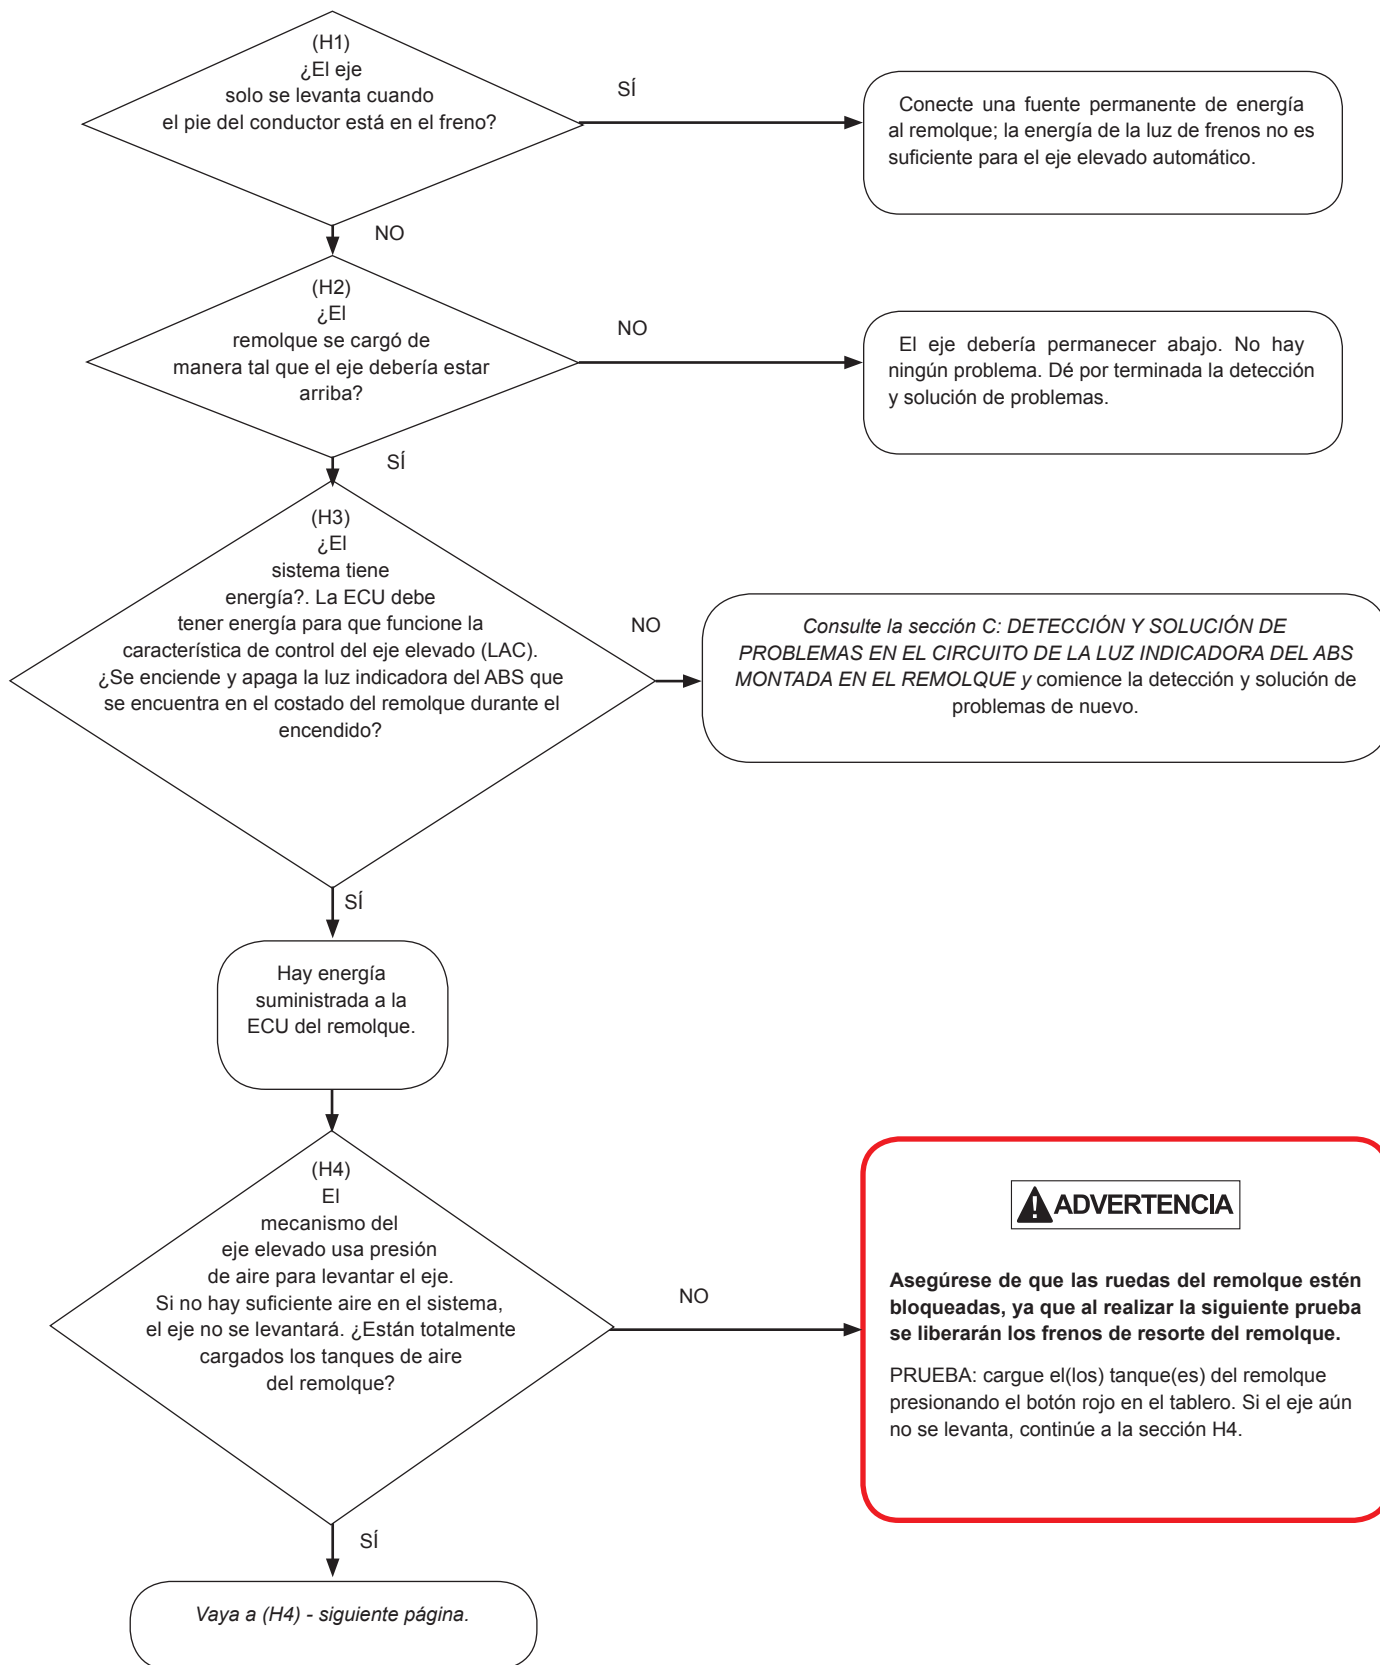 (H1)
¿El eje
solo se levanta cuando
el pie del conductor está en el freno?
SÍ
Conecte una fuente permanente de energía
al remolque; la energía de la luz de frenos no es
suficiente para el eje elevado automático.
NO
(H2)
¿El
remolque se cargó de
manera tal que el eje debería estar
arriba?
NO
El eje debería permanecer abajo. No hay
ningún problema. Dé por terminada la detección
y solución de problemas.
SÍ
(H3)
¿El
sistema tiene
energía?. La ECU debe
tener energía para que funcione la
característica de control del eje elevado (LAC).
¿Se enciende y apaga la luz indicadora del ABS que
se encuentra en el costado del remolque durante el
encendido?
NO
Consulte la sección C: DETECCIÓN Y SOLUCIÓN DE
PROBLEMAS EN EL CIRCUITO DE LA LUZ INDICADORA DEL ABS
MONTADA EN EL REMOLQUE y comience la detección y solución de
problemas de nuevo.
SÍ
Hay energía
suministrada a la
ECU del remolque.
(H4)
El
mecanismo del
eje elevado usa presión
de aire para levantar el eje.
Si no hay suficiente aire en el sistema,
el eje no se levantará. ¿Están totalmente
cargados los tanques de aire
del remolque?
NO
ADVERTENCIA
Asegúrese de que las ruedas del remolque estén
bloqueadas, ya que al realizar la siguiente prueba
se liberarán los frenos de resorte del remolque.
PRUEBA: cargue el(los) tanque(es) del remolque
presionando el botón rojo en el tablero. Si el eje aún
no se levanta, continúe a la sección H4.
SÍ
Vaya a (H4) - siguiente página.